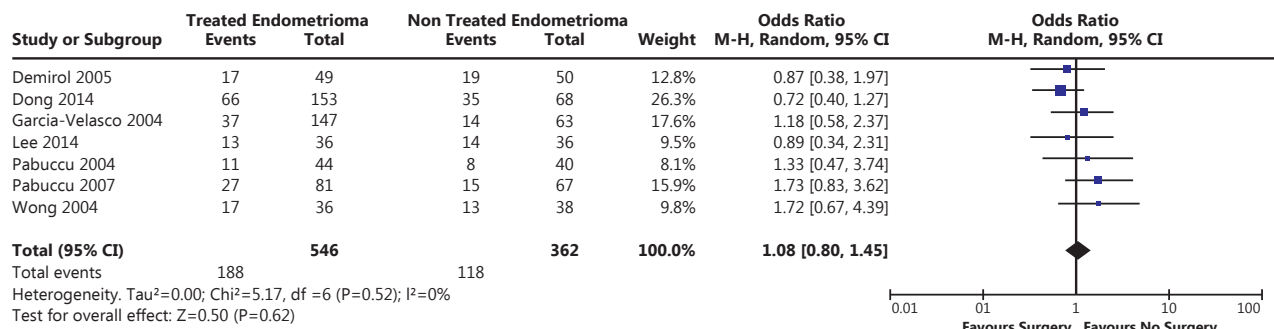 Treated Endometrioma Non Treated Endometrioma Odds Ratio Odds Ratio
Study or Subgroup Events Total Events Total Weight M-H, Random, 95% CI M-H, Random, 95% CI
Demirol 2005 17 49 19 50 12.8% 0.87 [0.38, 1.97]
Dong 2014 66 153 35 68 26.3% 0.72 [0.40, 1.27]
Garcia-Velasco 2004 37 147 14 63 17.6% 1.18 [0.58, 2.37]
Lee 2014 13 36 14 36 9.5% 0.89 [0.34, 2.31]
Pabuccu 2004 11 44 8 40 8.1% 1.33 [0.47, 3.74]
Pabuccu 2007 27 81 15 67 15.9% 1.73 [0.83, 3.62]
Wong 2004 17 36 13 38 9.8% 1.72 [0.67, 4.39]
Total (95% CI) 546 362 100.0% 1.08 [0.80, 1.45]
Total events 188 118
Heterogeneity. Tau²=0.00; Chi²=5.17, df =6 (P=0.52); I²=0%
Test for overall effect: Z=0.50 (P=0.62)
0.01 01 1 10 100
Favours Surgery Favours No Surgery